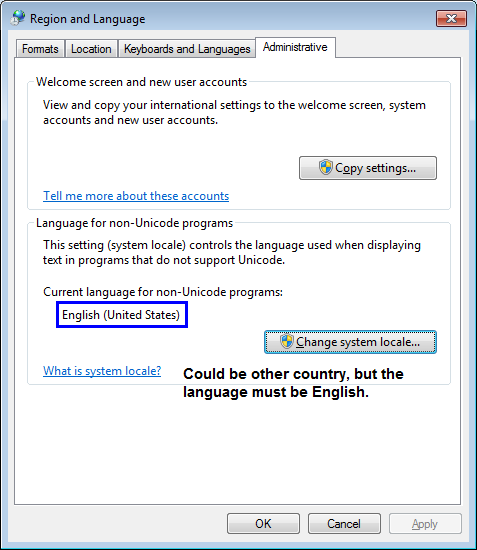 Region and Language
Formats Location Keyboards and Languages Administrative
Welcome screen and new user accounts
View and copy your international settings to the welcome screen, system
accounts and new user accounts.
Copy settings...
Tell me more about these accounts
Language for non-Unicode programs
This setting (system locale) controls the language used when displaying
text in programs that do not support Unicode.
Current language for non-Unicode programs:
English (United States)
Change system locale...
What is system locale?
Could be other country, but the
language must be English.
OK Cancel Apply